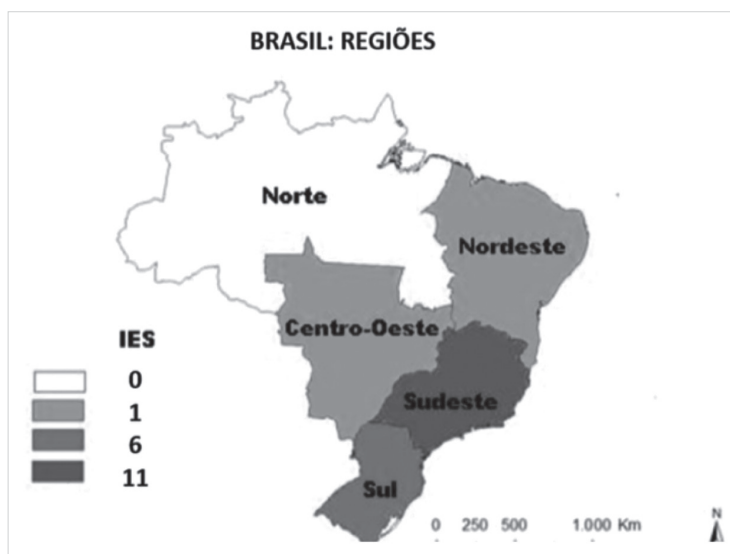 BRASIL: REGIÕES
Norte
Nordeste
Centro-Oeste
Sudeste
Sul
IES
0
1
6
11
0 250 500 1.000 Km
N